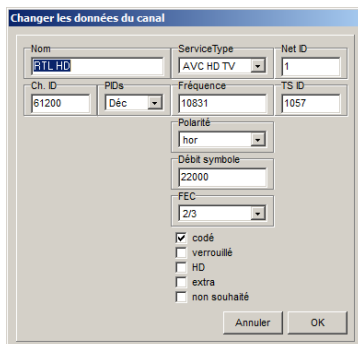 Changer les données du canal
Nom
ServiceType
Net ID
RTL HD
AVC HD TV
1
Ch. ID
PIDs
Fréquence
TS ID
61200
Déc
10831
1057
Polarité
hor
Débit symbole
22000
FEC
2/3
codé
verrouillé
HD
extra
non souhaité
Annuler
OK